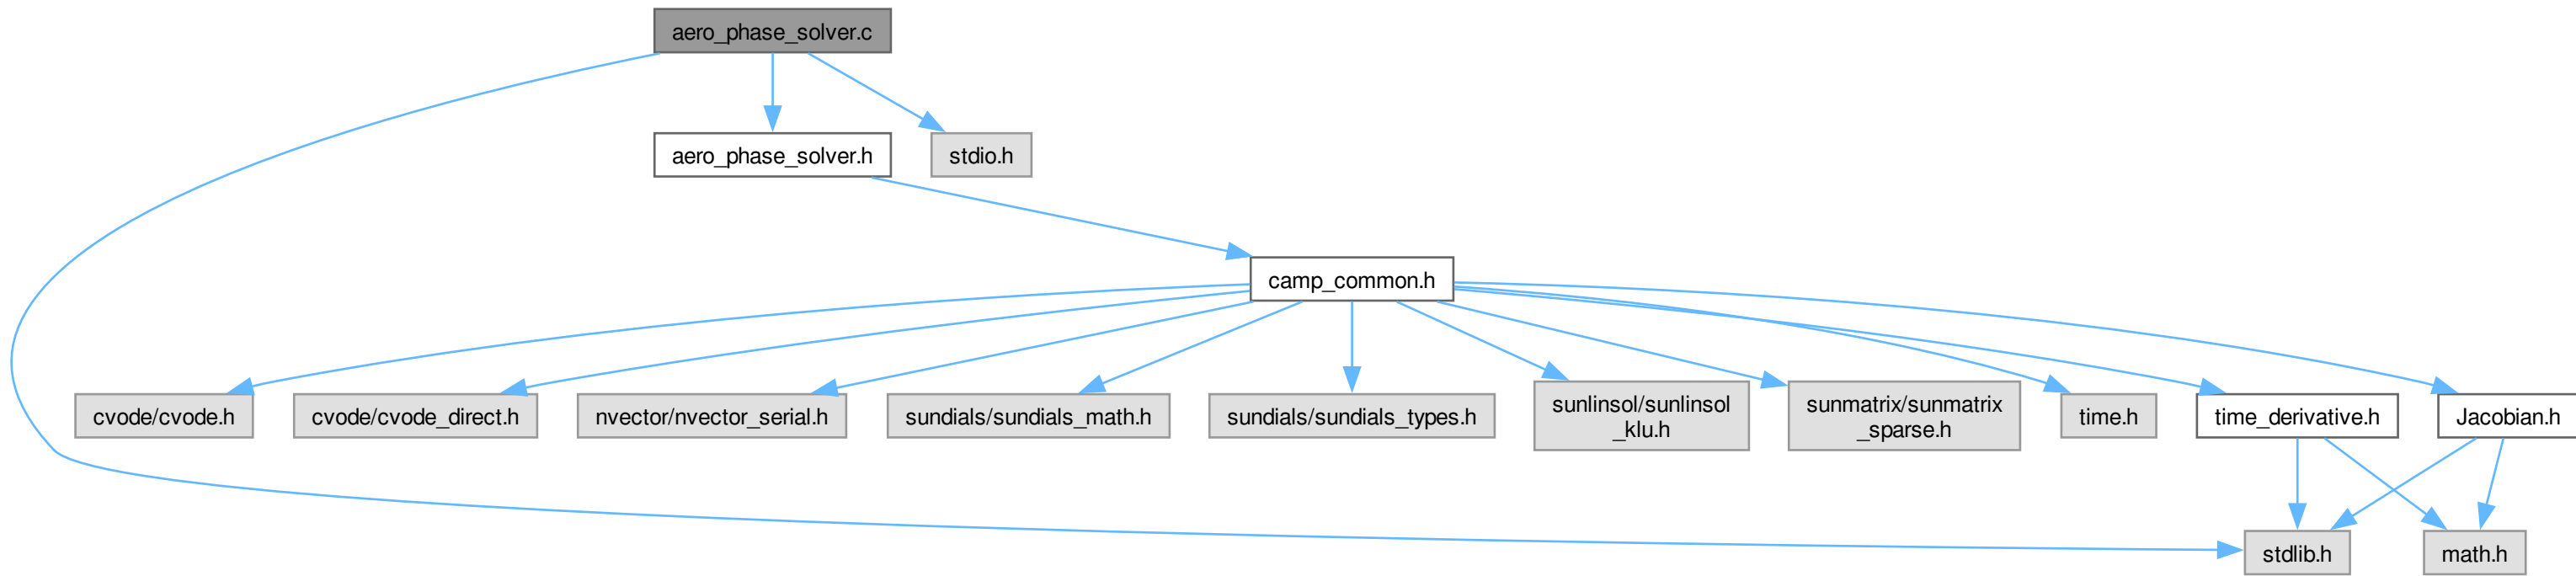 aero_phase_solver.c
aero_phase_solver.h
stdio.h
camp_common.h
cvode/cvode.h
cvode/cvode_direct.h
nvector/nvector_serial.h
sundials/sundials_math.h
sundials/sundials_types.h
sunlinsol/sunlinsol
_klu.h
sunmatrix/sunmatrix
_sparse.h
time.h
time_derivative.h
Jacobian.h
stdlib.h
math.h